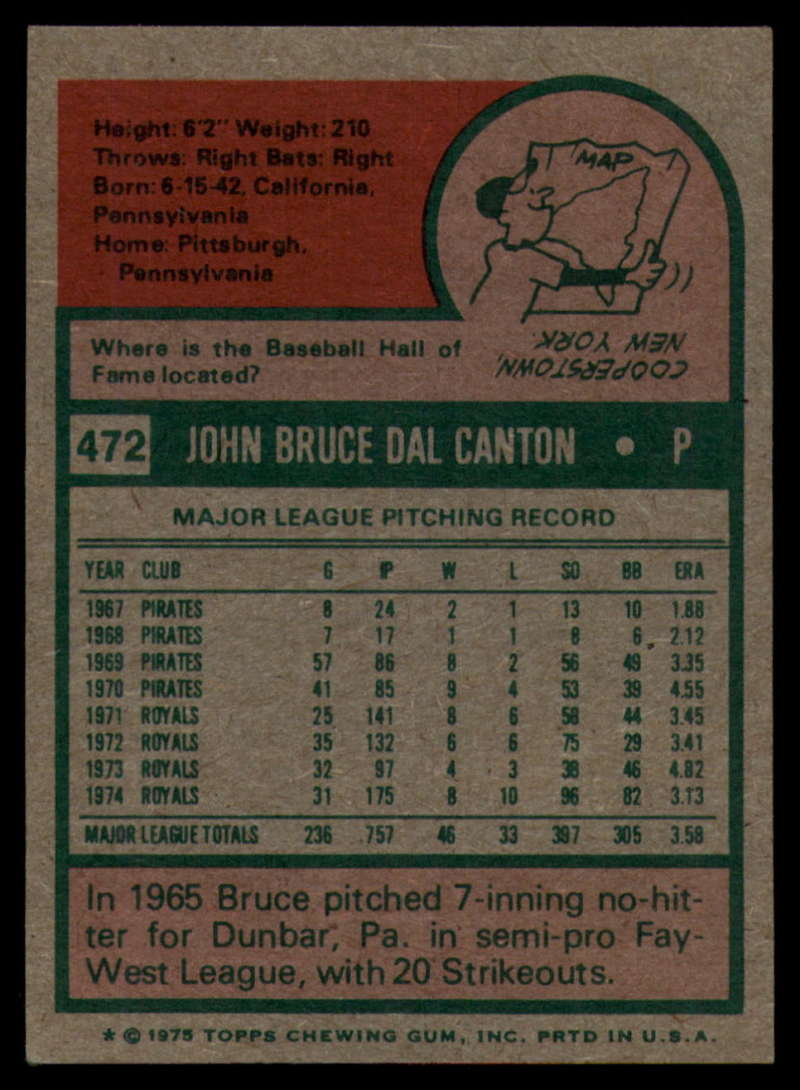 Height: 6'2" Weight: 210
Throws: Right Bats: Right
Born: 6-15-42, California,
Pennsylvania
Home: Pittsburgh,
Pennsylvania
MAP
Where is the Baseball Hall of
Fame located?
COOPERSTOWN,
NEW YORK.
472 JOHN BRUCE DAL CANTON • P
MAJOR LEAGUE PITCHING RECORD
YEAR CLUB G IP W L SO BB ERA
1967 PIRATES 8 24 2 1 13 10 1.88
1968 PIRATES 7 17 1 1 8 6 2.12
1969 PIRATES 57 86 8 2 56 49 3.35
1970 PIRATES 41 85 9 4 53 39 4.55
1971 ROYALS 25 141 8 6 58 44 3.45
1972 ROYALS 35 132 6 6 75 29 3.41
1973 ROYALS 32 97 4 3 38 46 4.82
1974 ROYALS 31 175 8 10 96 82 3.13
MAJOR LEAGUE TOTALS 236 757 46 33 397 305 3.58
In 1965 Bruce pitched 7-inning no-hit-
ter for Dunbar, Pa. in semi-pro Fay-
West League, with 20 Strikeouts.
* © 1975 TOPPS CHEWING GUM, INC. PRTD IN U.S.A.